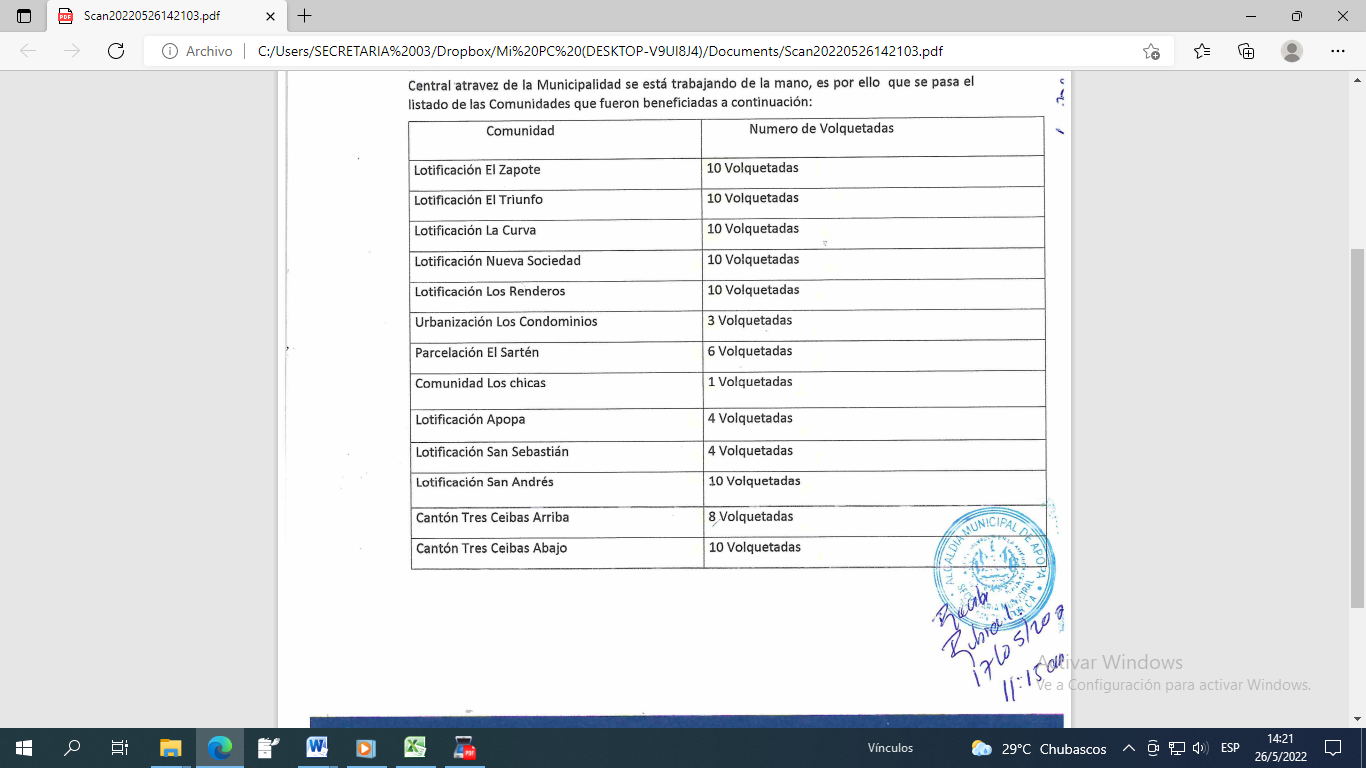 Scan20220526142103.pdf
Archivo C:/Users/SECRETARIA%2003/Dropbox/Mi%20PC%20(DESKTOP-V9UI8J4)/Documents/Scan20220526142103.pdf
Central atravez de la Municipalidad se está trabajando de la mano, es por ello que se pasa el
listado de las Comunidades que fueron beneficiadas a continuación:
Comunidad Numero de Volquetadas
Lotificación El Zapote 10 Volquetadas
Lotificación El Triunfo 10 Volquetadas
Lotificación La Curva 10 Volquetadas
Lotificación Nueva Sociedad 10 Volquetadas
Lotificación Los Renderos 10 Volquetadas
Urbanización Los Condominios 3 Volquetadas
Parcelación El Sartén 6 Volquetadas
Comunidad Los chicas 1 Volquetadas
Lotificación Apopa 4 Volquetadas
Lotificación San Sebastián 4 Volquetadas
Lotificación San Andrés 10 Volquetadas
Cantón Tres Ceibas Arriba 8 Volquetadas
Cantón Tres Ceibas Abajo 10 Volquetadas
ALCALDIA MUNICIPAL DE APOPA
11:15 am
Activar Windows
Ve a Configuración para activar Windows.
Vínculos
29°C Chubascos
ESP
14:21
26/5/2022